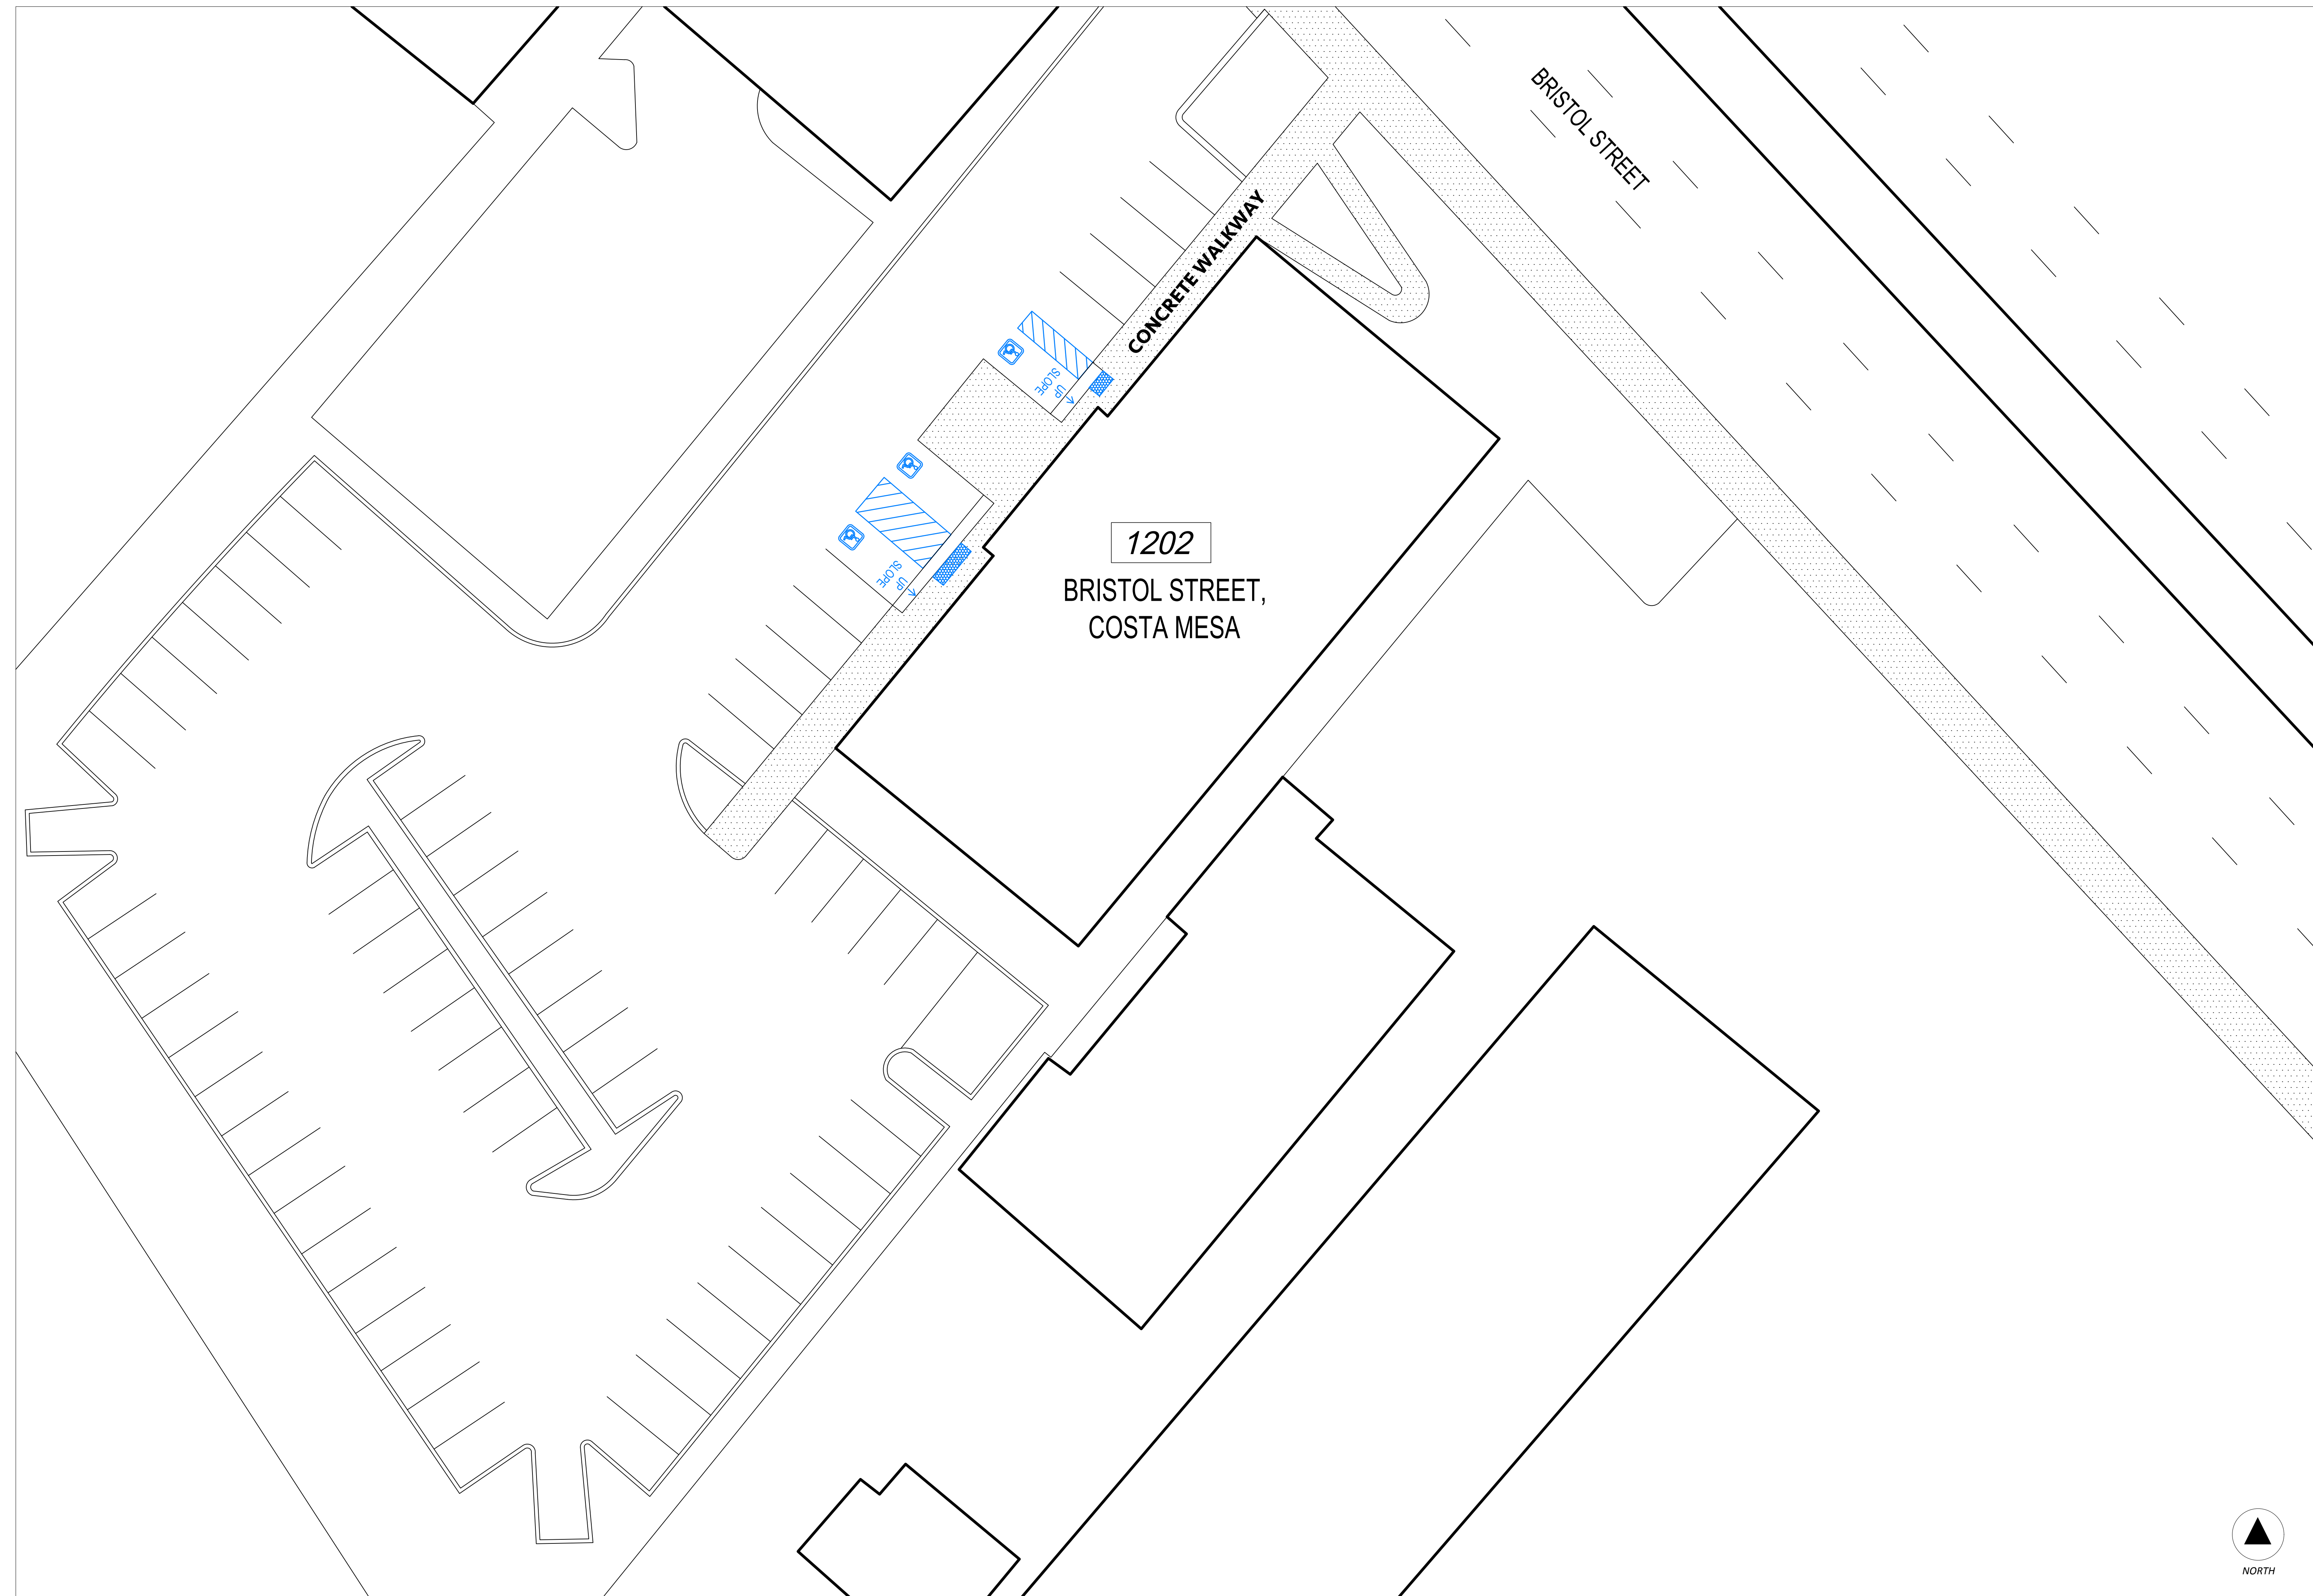 BRISTOL STREET
CONCRETE WALKWAY
UP
SLOPE
UP
SLOPE
1202
BRISTOL STREET,
COSTA MESA
NORTH